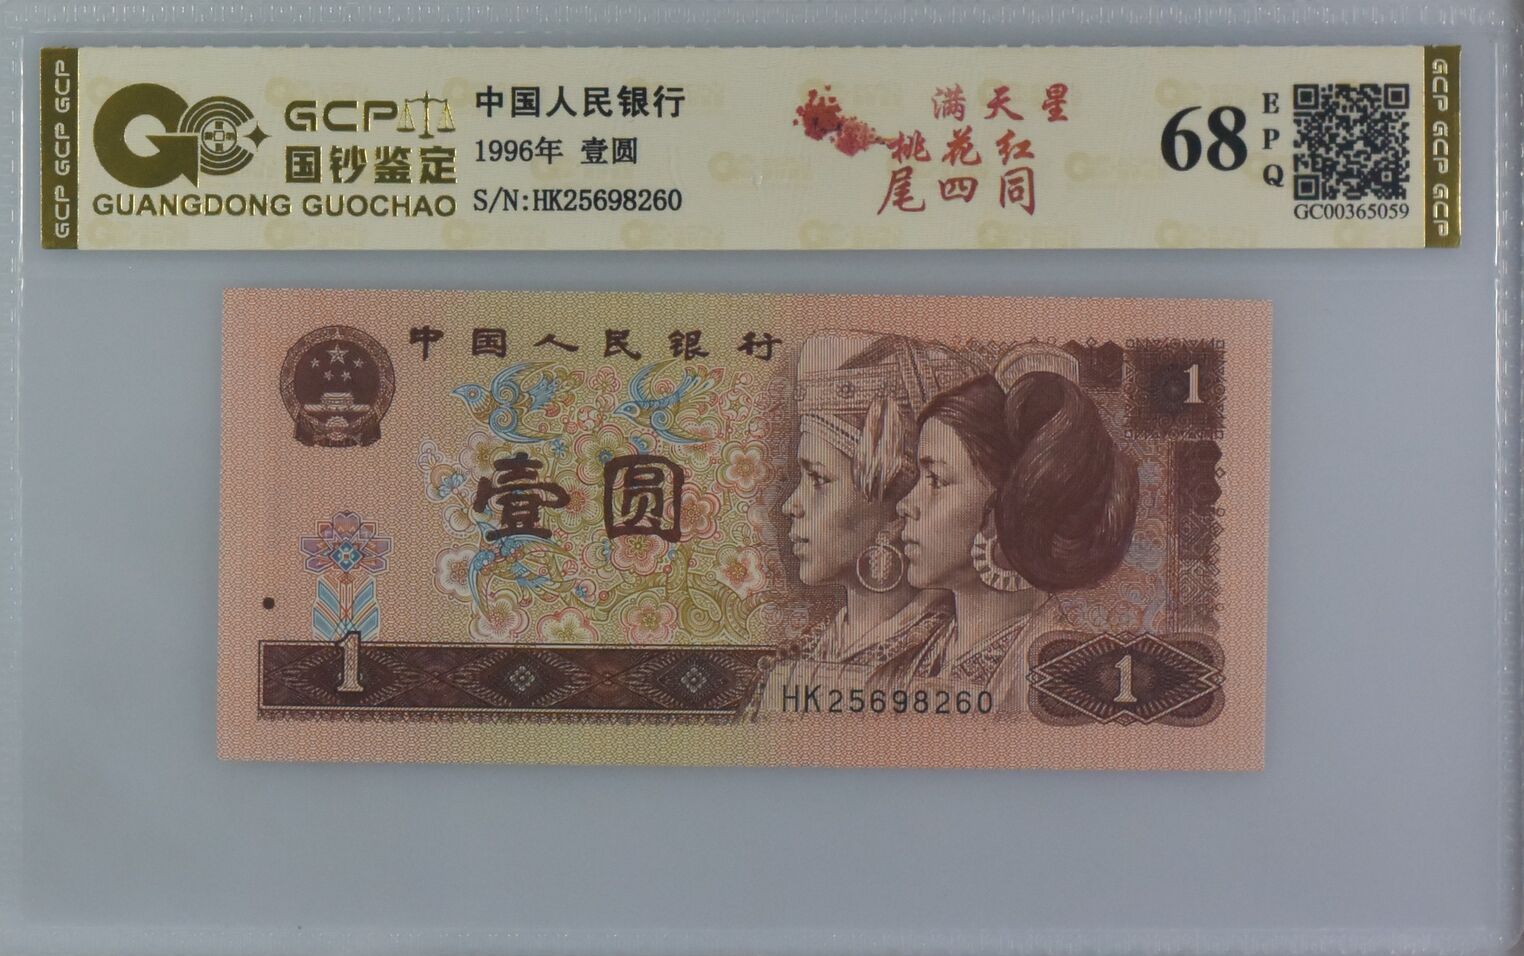 GCP GCP GCP
GCP
国钞鉴定
GUANGDONG GUOCHAO
中国人民银行
1996年 壹圆
S/N:HK25698260
满天星
桃花红
尾四同
68
EPQ
GC00365059
GCP GCP GCP
中国人民银行
1
壹圆
1
HK25698260
1